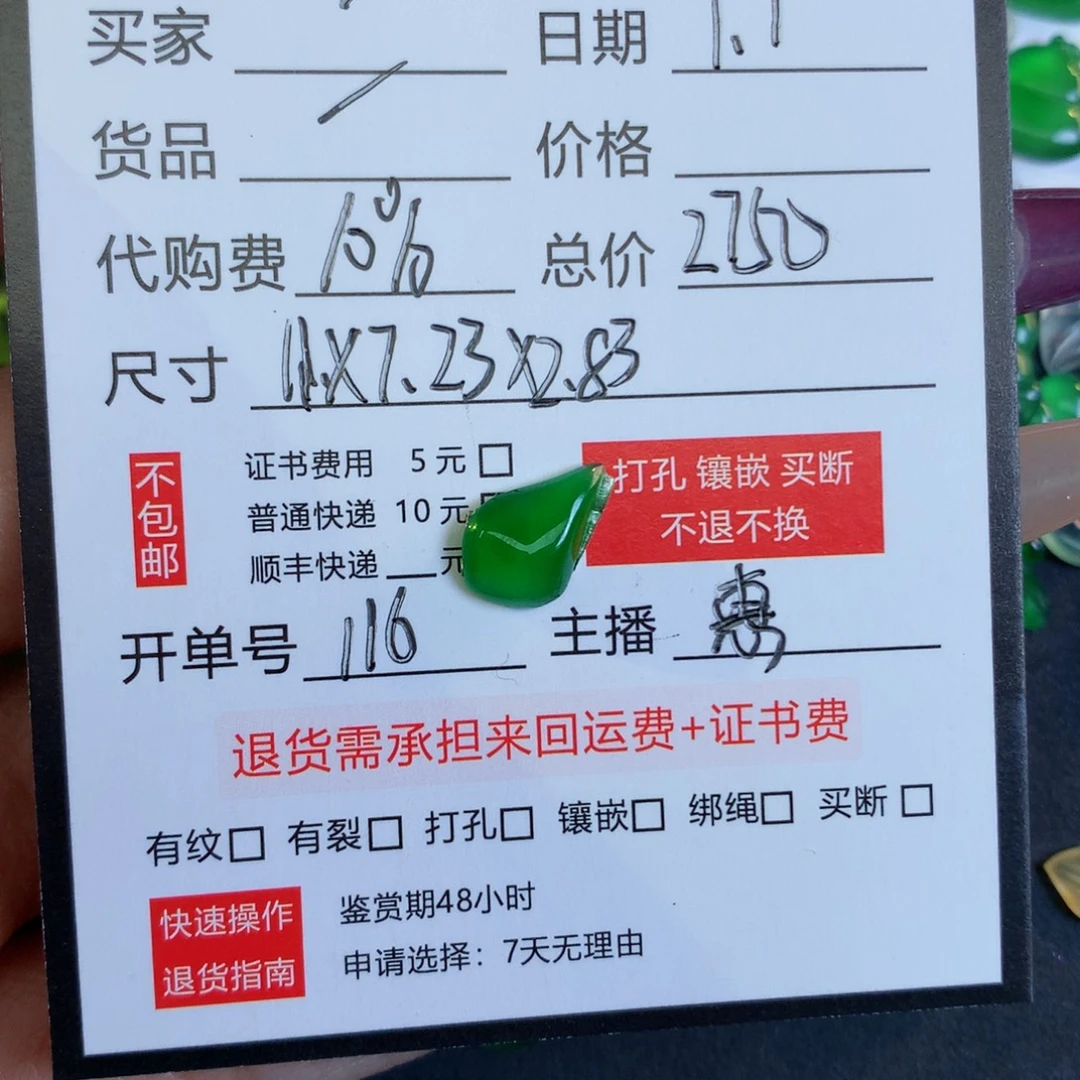 买家 日期 1.1
货品 价格
代购费 10% 总价 2750
尺寸 11.X7.23X2.83
不包邮
证书费用 5元
普通快递 10元
顺丰快递 元
打孔 镶嵌 买断
不退不换
开单号 116 主播
退货需承担来回运费+证书费
有纹 有裂 打孔 镶嵌 绑绳 买断
快速操作
退货指南
鉴赏期48小时
申请选择：7天无理由